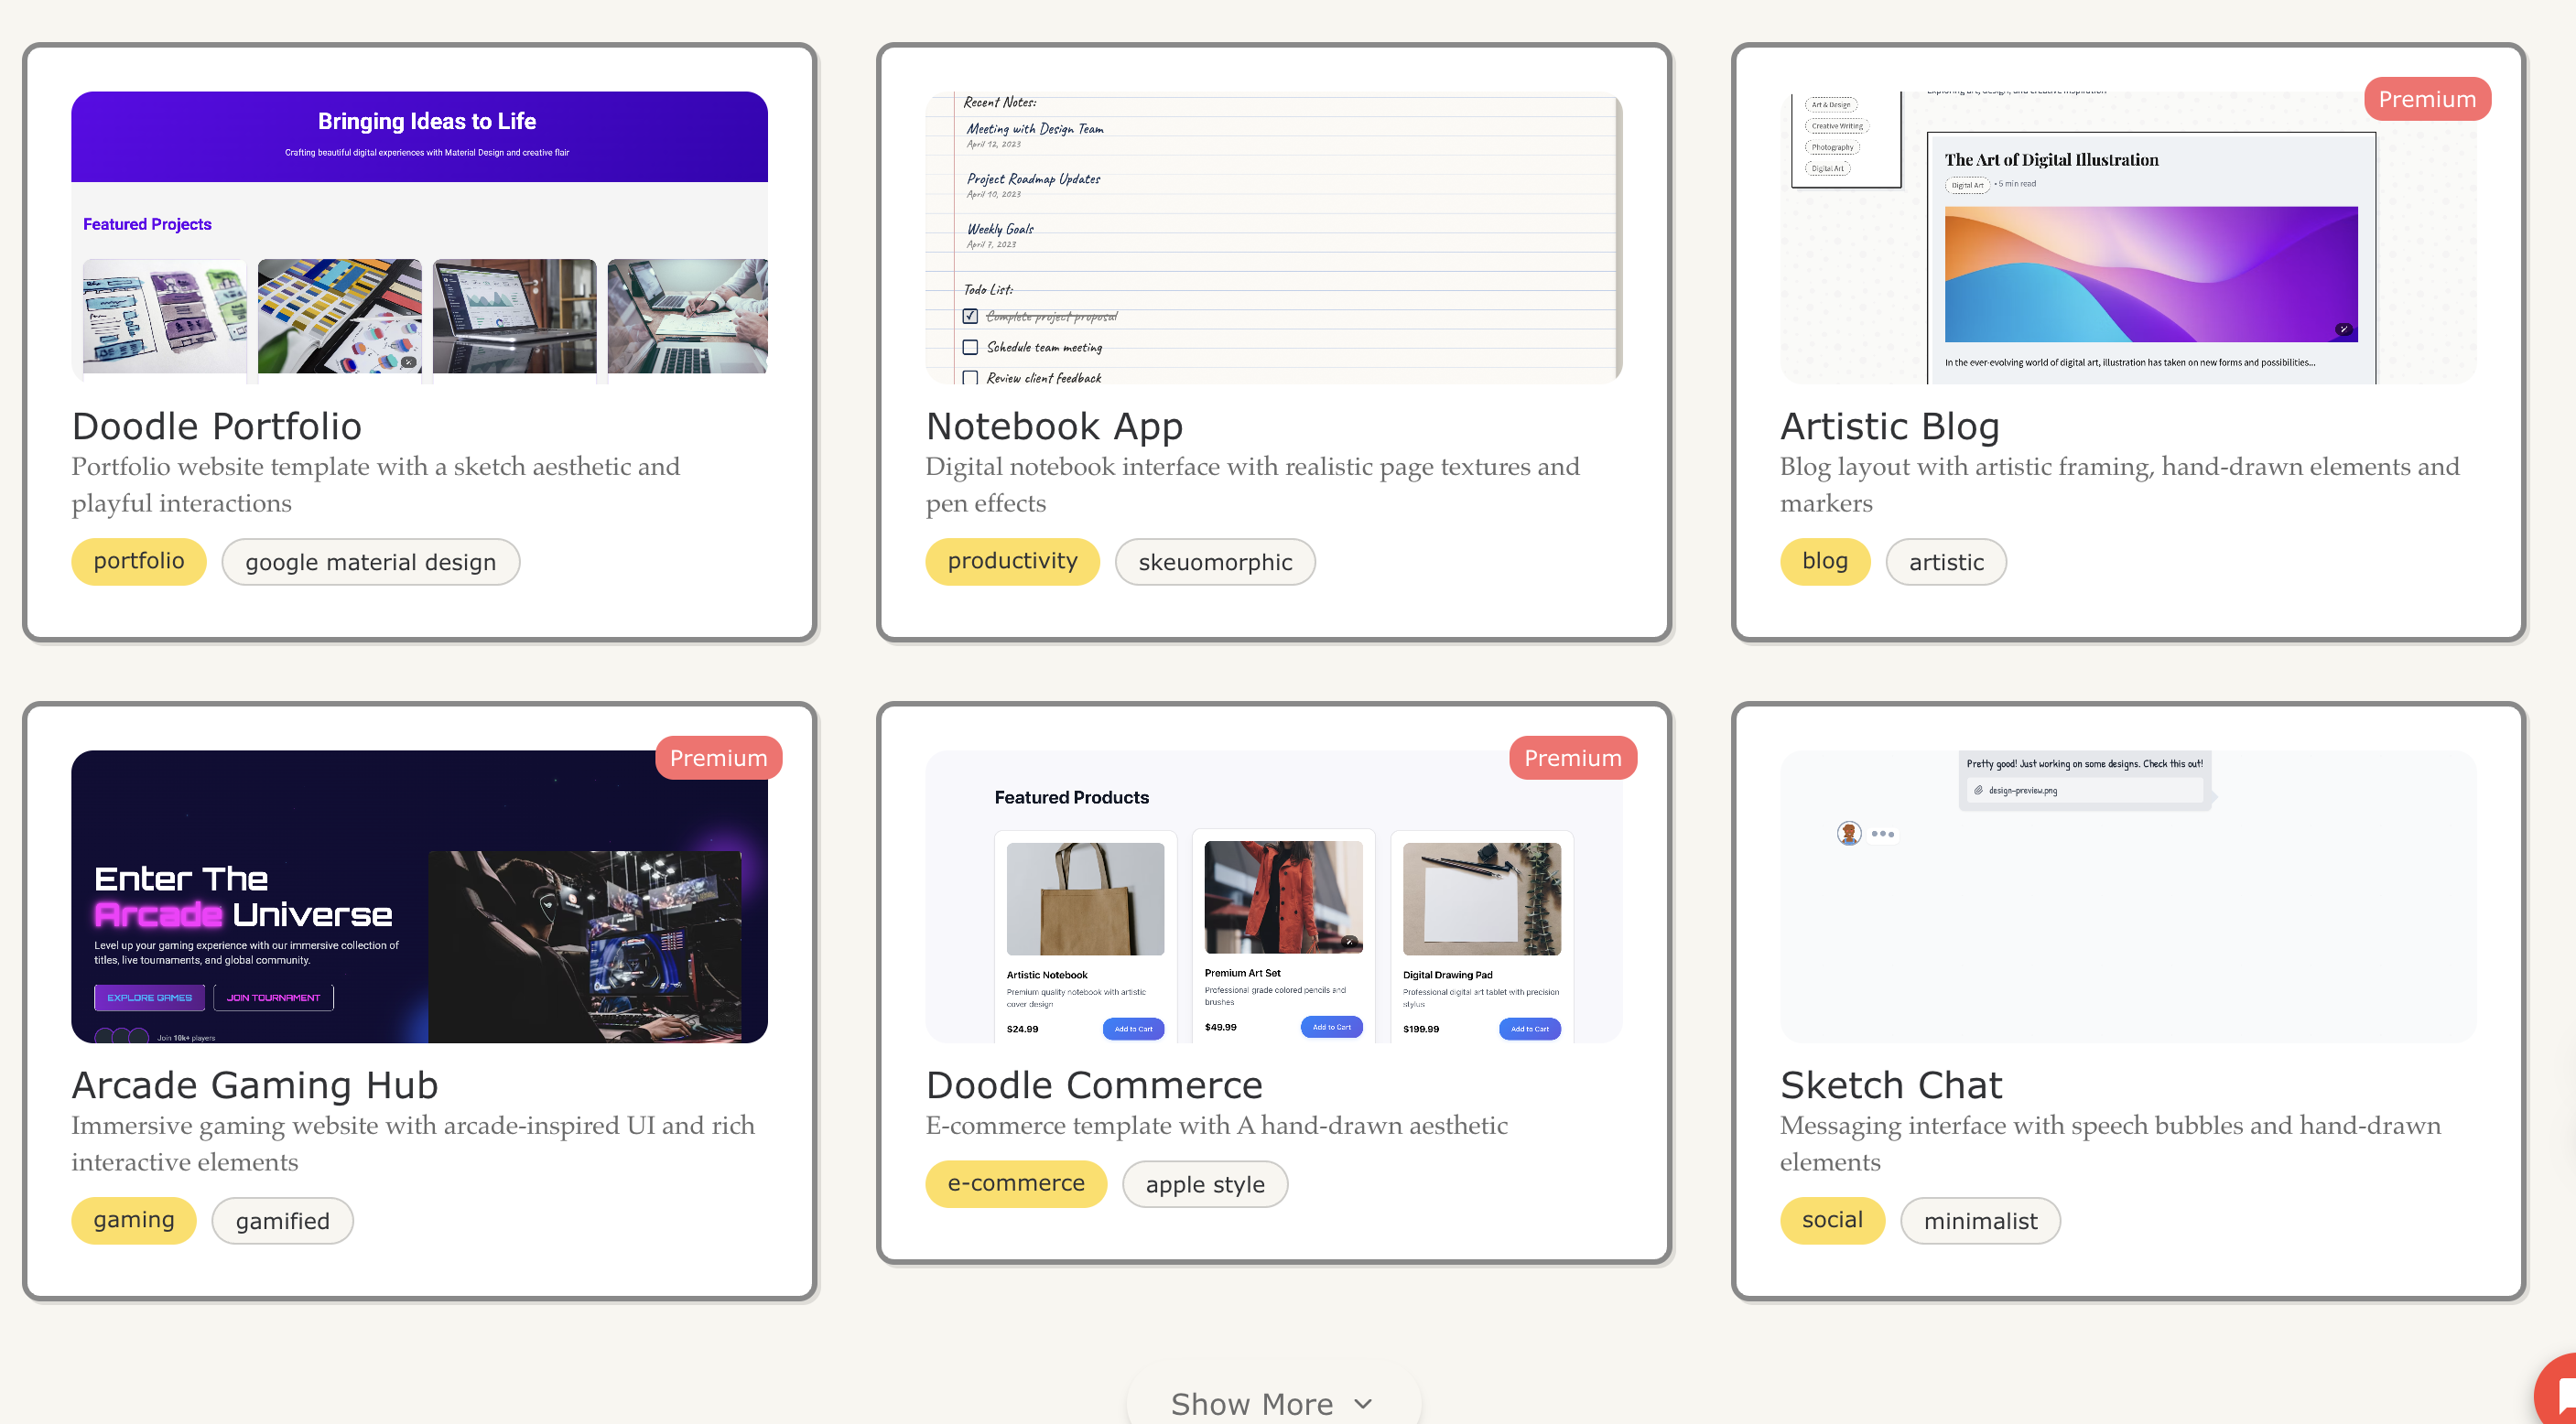 Bringing Ideas to Life
Crafting beautiful digital experiences with Material Design and creative flair
Featured Projects
Doodle Portfolio
Portfolio website template with a sketch aesthetic and
playful interactions
portfolio
google material design
Recent Notes:
Meeting with Design Team
April 12, 2023
Project Roadmap Updates
April 10, 2023
Weekly Goals
April 7, 2023
Todo List:
Complete project proposal
Schedule team meeting
Review client feedback
Notebook App
Digital notebook interface with realistic page textures and
pen effects
productivity
skeuomorphic
Premium
Art & Design
Creative Writing
Photography
Digital Art
The Art of Digital Illustration
Digital Art • 5 min read
In the ever-evolving world of digital art, illustration has taken on new forms and possibilities...
Artistic Blog
Blog layout with artistic framing, hand-drawn elements and
markers
blog
artistic
Premium
Enter The
Arcade Universe
Level up your gaming experience with our immersive collection of
titles, live tournaments, and global community.
EXPLORE GAMES
JOIN TOURNAMENT
Join 10k+ players
Arcade Gaming Hub
Immersive gaming website with arcade-inspired UI and rich
interactive elements
gaming
gamified
Premium
Featured Products
Artistic Notebook
Premium quality notebook with artistic
cover design
$24.99
Add to Cart
Premium Art Set
Professional grade colored pencils and
brushes
$49.99
Add to Cart
Digital Drawing Pad
Professional digital art tablet with precision
stylus
$199.99
Add to Cart
Doodle Commerce
E-commerce template with A hand-drawn aesthetic
e-commerce
apple style
Pretty good! Just working on some designs. Check this out!
design-preview.png
Sketch Chat
Messaging interface with speech bubbles and hand-drawn
elements
social
minimalist
Show More